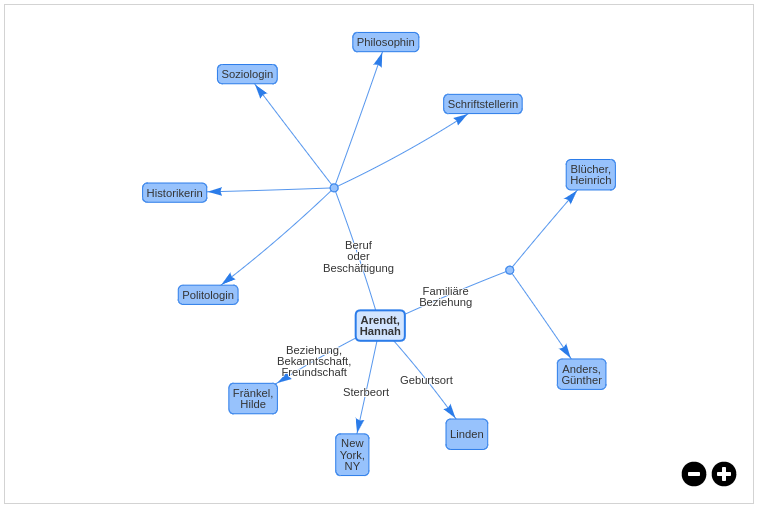 Philosophin
Soziologin
Schriftstellerin
Blücher,
Heinrich
Historikerin
Beruf
oder
Beschäftigung
Politologin
Familiäre
Beziehung
Arendt,
Hannah
Beziehung,
Bekanntschaft,
Freundschaft
Anders,
Günther
Geburtsort
Sterbeort
Fränkel,
Hilde
Linden
New
York,
NY